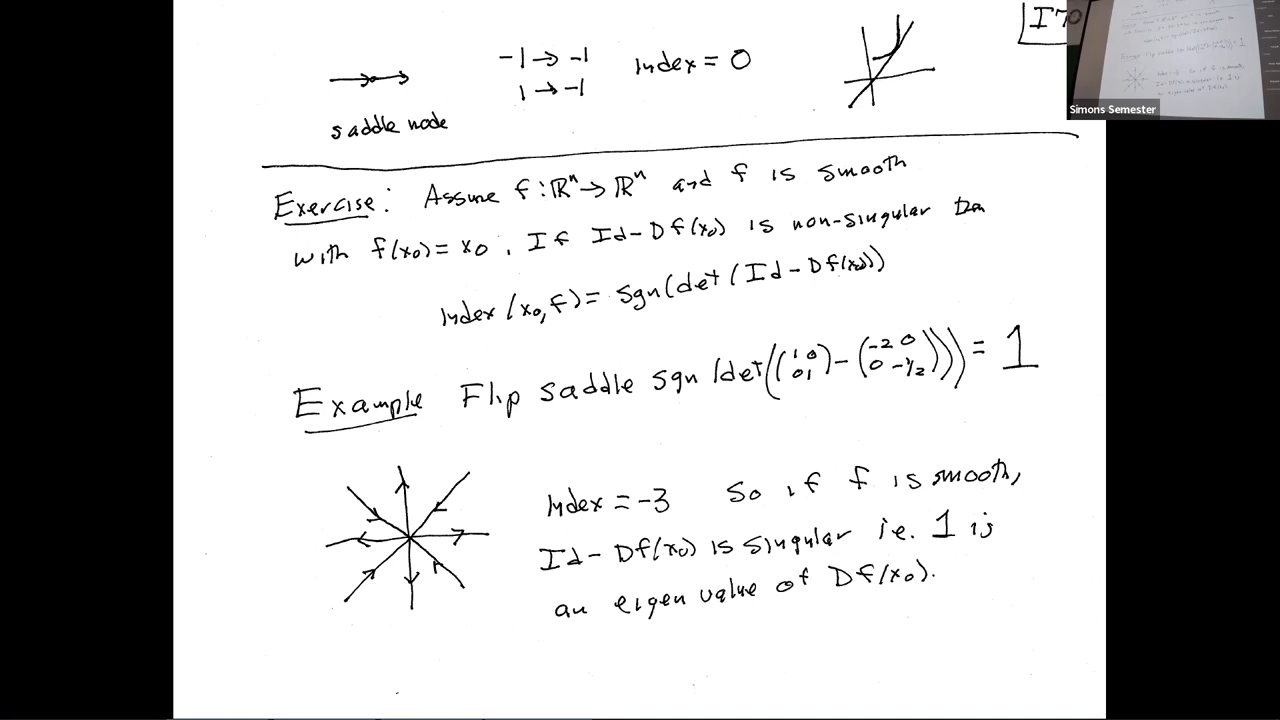 -1 → -1
1 → -1
Index = 0
saddle node
Exercise: Assume f: ℝⁿ → ℝⁿ and f is smooth
with f(x₀) = x₀. If Id - Df(x₀) is non-singular then
Index (x₀, f) = sgn(det(Id - Df(x₀))
Example Flip saddle sgn(det((1 0 0 1) - (-2 0 0 -1/2)))) = 1
Index = -3 So if f is smooth,
Id - Df(x₀) is singular i.e. 1 is
an eigen value of Df(x₀).
Simons Semester